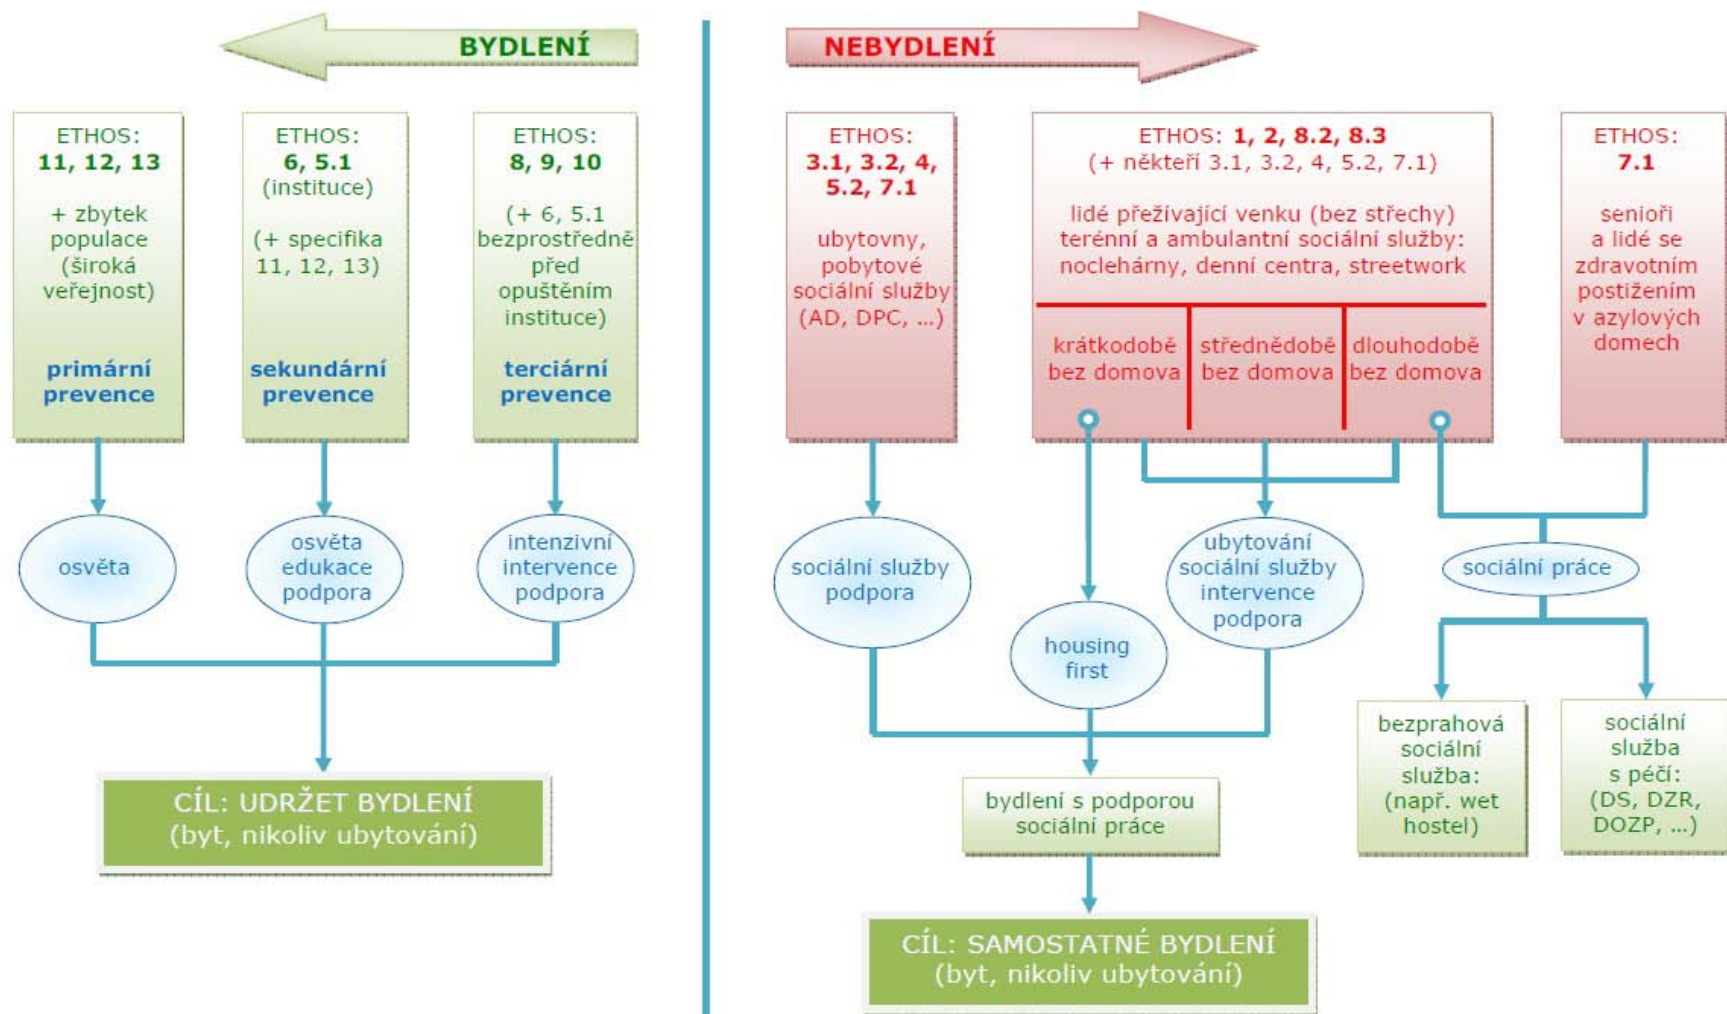 BYDLENÍ
NEBYDLENÍ
ETHOS:
11, 12, 13
+ zbytek
populace
(široká
veřejnost)
primární
prevence
ETHOS:
6, 5.1
(instituce)
(+ specifika
11, 12, 13)
sekundární
prevence
ETHOS:
8, 9, 10
(+ 6, 5.1
bezprostředně
před
opuštěním
instituce)
terciární
prevence
ETHOS:
3.1, 3.2, 4,
5.2, 7.1
ubytovny,
pobytové
sociální služby
(AD, DPC, …)
ETHOS: 1, 2, 8.2, 8.3
(+ někteří 3.1, 3.2, 4, 5.2, 7.1)
lidé přežívající venku (bez střechy)
terénní a ambulantní sociální služby:
noclehárny, denní centra, streetwork
krátkodobě
bez domova
střednědobě
bez domova
dlouhodobě
bez domova
ETHOS:
7.1
senioři
a lidé se
zdravotním
postižením
v azylových
domech
osvěta
osvěta
edukace
podpora
intenzivní
intervence
podpora
sociální služby
podpora
housing
first
ubytování
sociální služby
intervence
podpora
sociální práce
CÍL: UDRŽET BYDLENÍ
(byt, nikoliv ubytování)
bydlení s podporou
sociální práce
bezprahová
sociální
služba:
(např. wet
hostel)
sociální
služba
s péčí:
(DS, DZR,
DOZP, …)
CÍL: SAMOSTATNÉ BYDLENÍ
(byt, nikoliv ubytování)